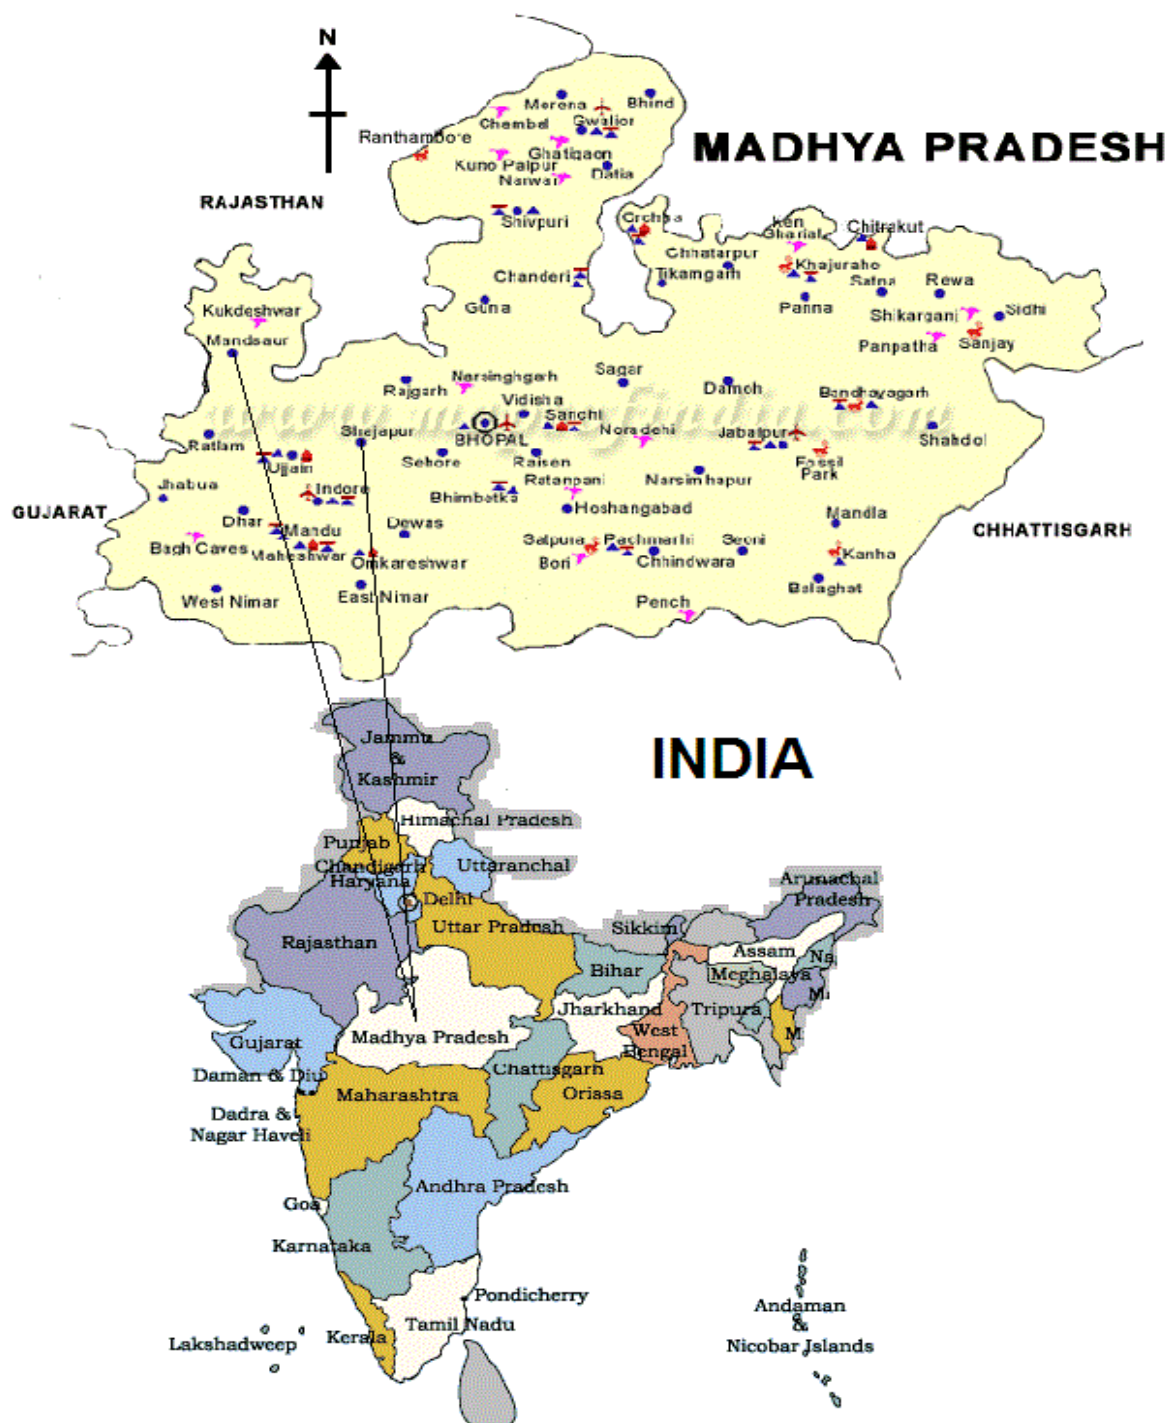 N
Morena
Bhind
Chambal
Gwalior
Ranthambore
Ghatigaon
MADHYA PRADESH
Kuno Palpur
Datia
Narwar
RAJASTHAN
Shivpuri
Orchha
Ken
Gharial
Chitrakut
Chhatarpur
Khajuraho
Chanderi
Tikamgarh
Satna
Rewa
Guna
Panna
Kukdeshwar
Shikarganj
Sidhi
Mandsaur
Panpatha
Sanjay
Sagar
Narsinghgarh
Rajgarh
Damoh
Bandhavgarh
Vidisha
www.mapsofindia.com
Sanchi
Shajapur
BHOPAL
Noradehi
Jabalpur
Shahdol
Ratlam
Sehore
Raisen
Fossil
Park
Ujjain
Ratanpani
Narsimhapur
Jhabua
Indore
Bhimbetka
GUJARAT
Hoshangabad
Mandla
Dhar
Dewas
CHHATTISGARH
Mandu
Satpura
Pachmarhi
Seoni
Bagh Caves
Maheshwar
Omkareshwar
Bori
Chhindwara
Kanha
Balaghat
West Nimar
East Nimar
Pench
INDIA
Jammu
&
Kashmir
Himachal Pradesh
Punjab
Chandigarh
Uttaranchal
Haryana
Arunachal
Pradesh
Delhi
Uttar Pradesh
Sikkim
Rajasthan
Assam
Na
Bihar
Meghalaya
M
Jharkhand
Tripura
Madhya Pradesh
West
Bengal
M
Gujarat
Chattisgarh
Daman & Diu
Maharashtra
Orissa
Dadra &
Nagar Haveli
Andhra Pradesh
Goa
Karnataka
Pondicherry
Andaman
&
Nicobar Islands
Tamil Nadu
Lakshadweep
Kerala